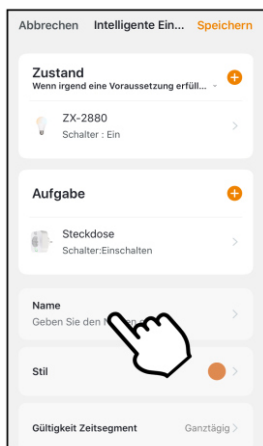 Abbrechen Intelligente Ein... Speichern
Zustand
Wenn irgend eine Voraussetzung erfüll...
ZX-2880
Schalter : Ein
Aufgabe
Steckdose
Schalter:Einschalten
Name
Geben Sie den
Stil
Gültigkeit Zeitsegment Ganztägig